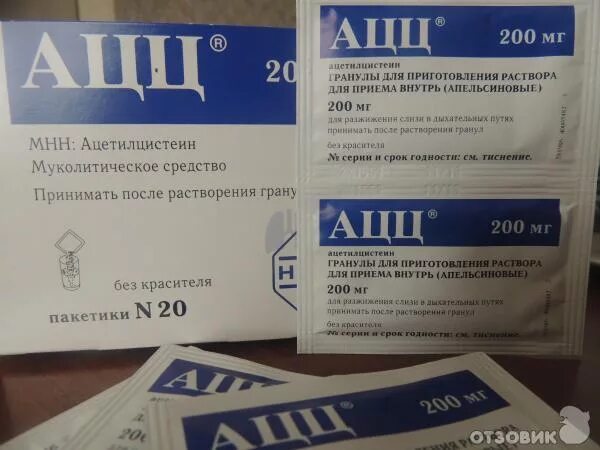 АЦЦ®
20
МНН: Ацетилцистеин
Муколитическое средство
Принимать после растворения грану
Н
без красителя
пакетики N 20
АЦЦ® 200 мг
ацетилцистеин
ГРАНУЛЫ ДЛЯ ПРИГОТОВЛЕНИЯ РАСТВОРА
ДЛЯ ПРИЕМА ВНУТРЬ (АПЕЛЬСИНОВЫЕ)
200 мг
для разжижения слизи в дыхательных путях
принимать после растворения гранул
без красителя
№ серии и срок годности: см. тиснение.
АЦЦ® 200 мг
ацетилцистеин
ГРАНУЛЫ ДЛЯ ПРИГОТОВЛЕНИЯ РАСТВОРА
ДЛЯ ПРИЕМА ВНУТРЬ (АПЕЛЬСИНОВЫЕ)
200 мг
для разжижения слизи в дыхательных путях
принимать после растворения гранул
без красителя
№ серии и срок годности: см. тиснение.
АЦЦ®
АЦЦ® 200 мг
РАСТВОРА
ОТЗОВИК